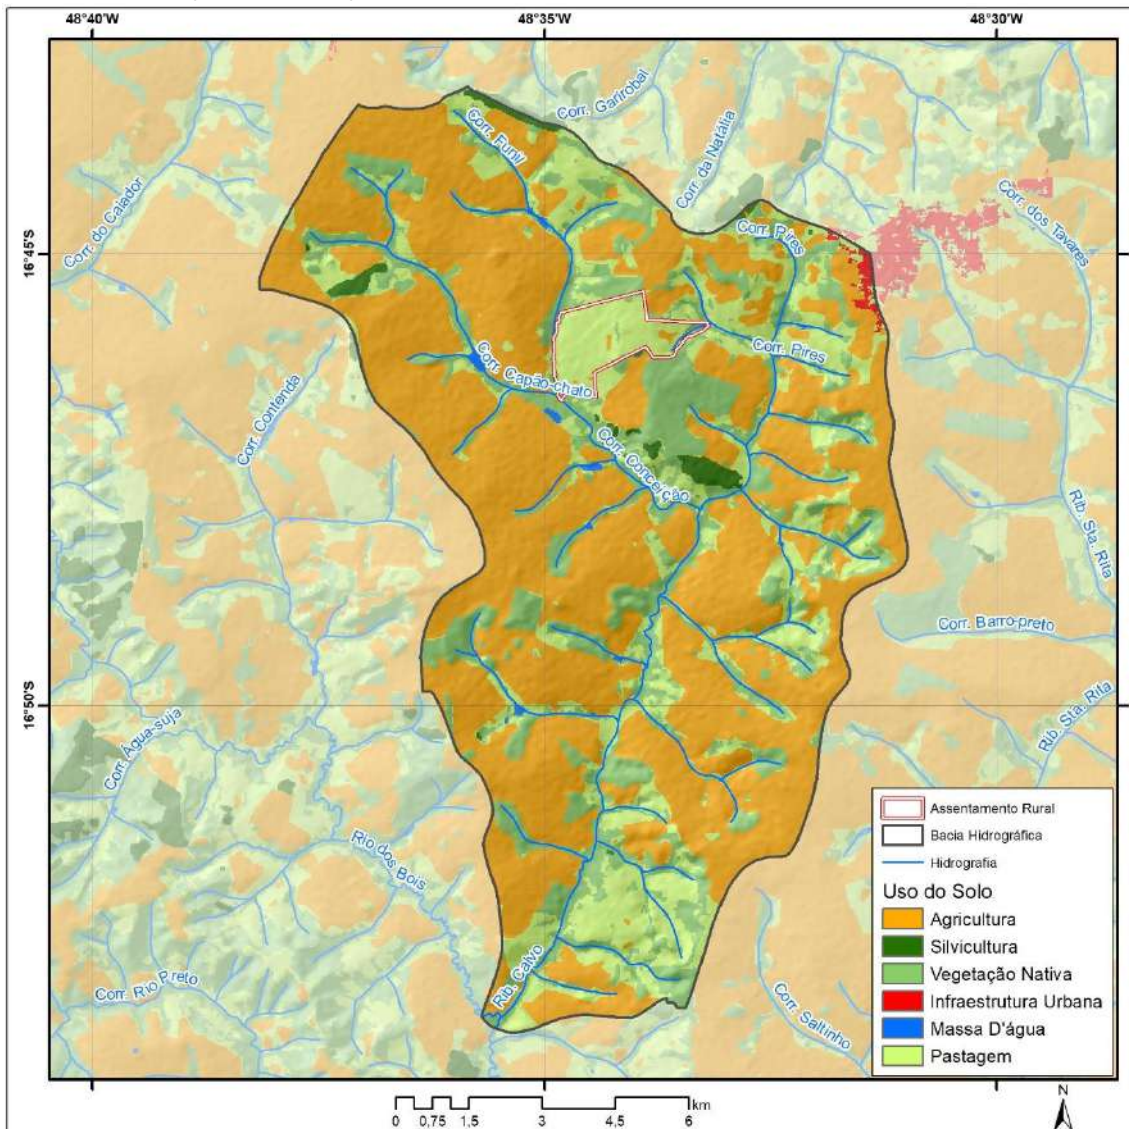 48°40'W
48°35'W
48°30'W
16°45'S
16°50'S
Corr. Garirobal
Corr. da Natália
Corr. Funil
Corr. do Caiador
Corr. dos Tavares
Corr. Pires
Corr. Pires
Corr. Capão-chato
Corr. Contenda
Corr. Conceição
Rib. Sta. Rita
Corr. Barro-preto
Rib. Sta. Rita
Corr. Água-suja
Rio dos Bois
Rib. Calvo
Corr. Rio Preto
Corr. Saltinho
Assentamento Rural
Bacia Hidrográfica
Hidrografia
Uso do Solo
Agricultura
Silvicultura
Vegetação Nativa
Infraestrutura Urbana
Massa D'água
Pastagem
km
0 0,75 1,5 3 4,5 6
N